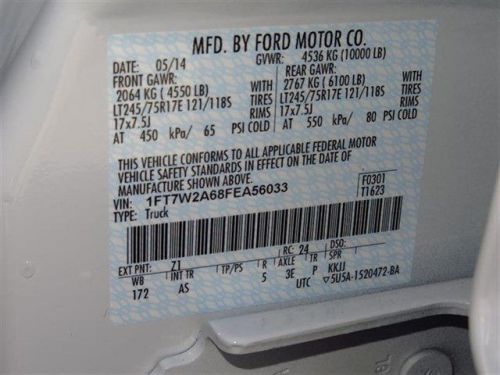 MFD. BY FORD MOTOR CO.
DATE: 05/14 GVWR: 4536 KG (10000 LB)
FRONT GAWR: REAR GAWR:
2064 KG (4550 LB) 2767 KG (6100 LB)
LT245/75R17E 121/118S TIRES LT245/75R17E 121/118S TIRES
17x7.5J RIMS 17x7.5J RIMS
AT 450 kPa/ 65 PSI COLD AT 550 kPa/ 80 PSI COLD
THIS VEHICLE CONFORMS TO ALL APPLICABLE FEDERAL MOTOR
VEHICLE SAFETY STANDARDS IN EFFECT ON THE DATE OF
MANUFACTURE SHOWN ABOVE.
VIN: 1FT7W2A68FEA56033 F0301
TYPE: Truck T1623
EXT PNT: Z1 RC: 24 DSO:
WB INT TR TP/PS R AXLE TR SPR
172 AS 5 3E P KKJJ
UTC 5U5A-1520472-BA